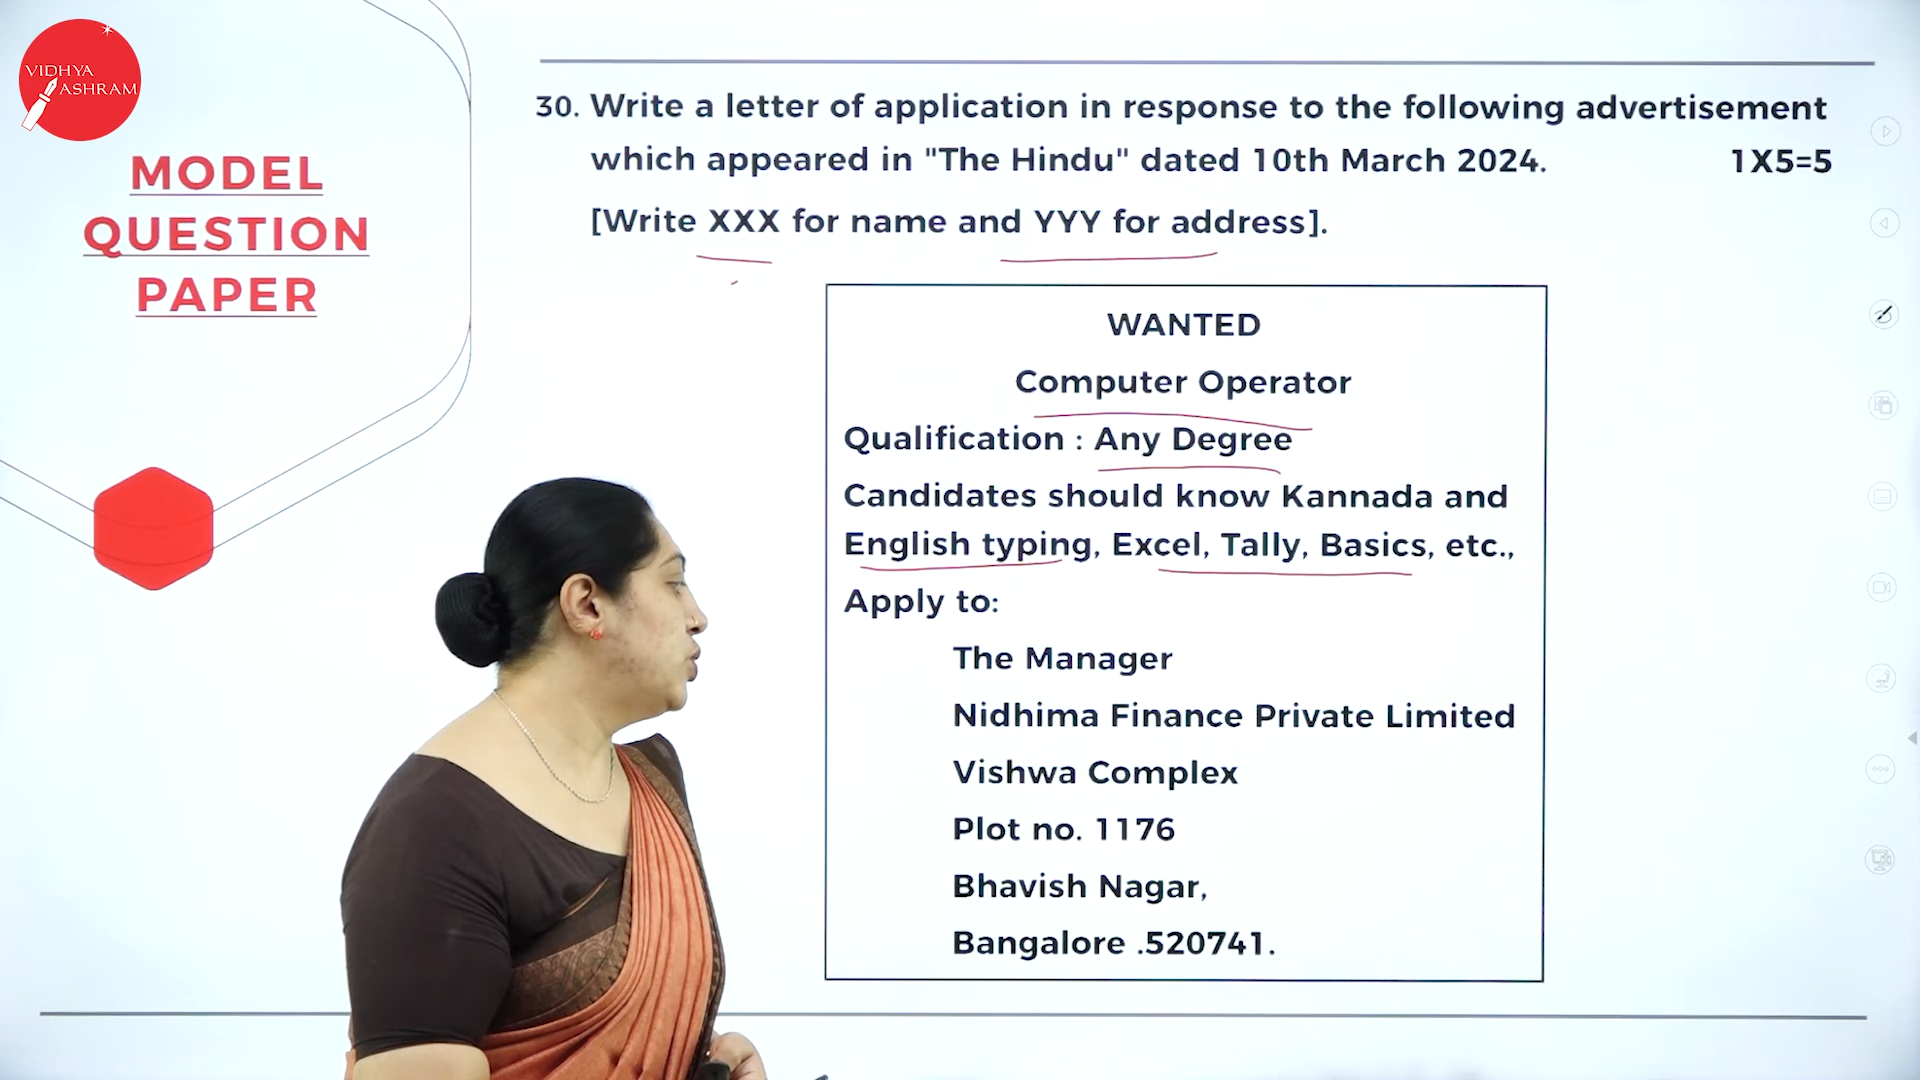 VIDHYA
ASHRAM
MODEL
QUESTION
PAPER
30. Write a letter of application in response to the following advertisement
which appeared in "The Hindu" dated 10th March 2024. 1X5=5
[Write XXX for name and YYY for address].
WANTED
Computer Operator
Qualification : Any Degree
Candidates should know Kannada and
English typing, Excel, Tally, Basics, etc.,
Apply to:
The Manager
Nidhima Finance Private Limited
Vishwa Complex
Plot no. 1176
Bhavish Nagar,
Bangalore .520741.